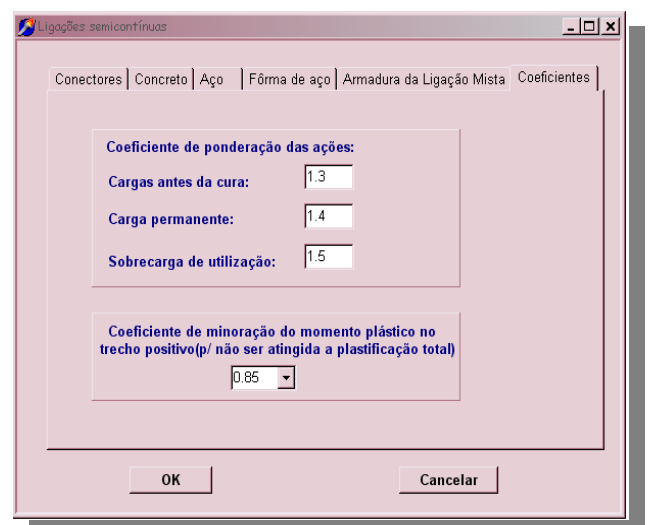 Ligações semicontínuas
Conectores Concreto Aço Fôrma de aço Armadura da Ligação Mista Coeficientes
Coeficiente de ponderação das ações:
Cargas antes da cura: 1.3
Carga permanente: 1.4
Sobrecarga de utilização: 1.5
Coeficiente de minoração do momento plástico no
trecho positivo(p/ não ser atingida a plastificação total)
0.85
OK Cancelar